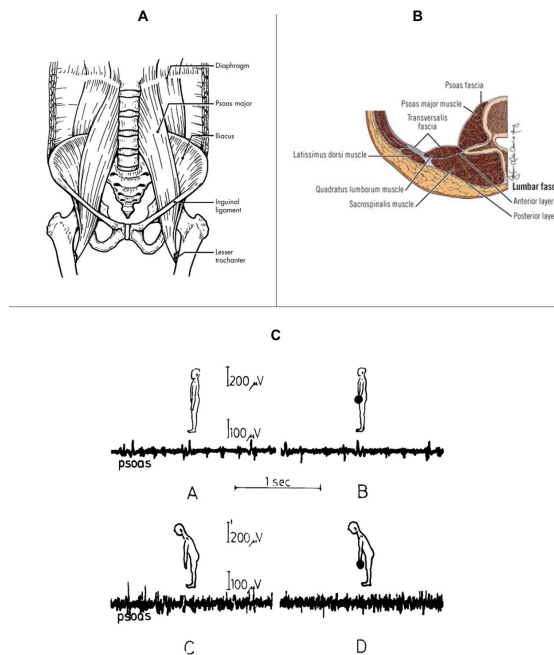 A
Diaphragm
Psoas major
Iliacus
Inguinal
ligament
Lesser
trochanter
B
Psoas fascia
Psoas major muscle
Transversalis
fascia
Latissimus dorsi muscle
Quadratus lumborum muscle
Sacrospinalis muscle
Lumbar fasc
Anterior layer
Posterior laye
C
200 μV
100 μV
psoas
A
1 sec
B
200 μV
100 μV
psoas
C
D